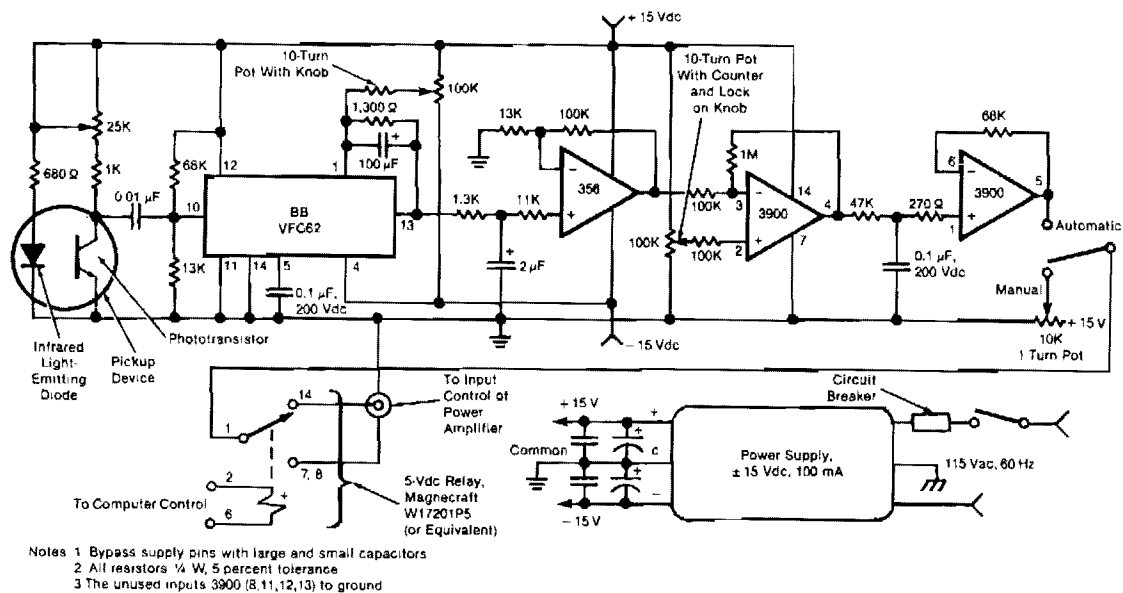 + 15 Vdc
10-Turn
Pot With Knob
100K
10-Turn Pot
With Counter
and Lock
on Knob
25K
1,300 Ω
13K
100K
68K
680 Ω
1K
68K
12
1
+
100 µF
1M
6
−
3900
5
0.01 µF
10
BB
VFC62
13
1.3K
11K
−
356
+
100K
−
3
3900
14
4
47K
270Ω
+
1
Automatic
100K
100K
2
+
7
13K
11
14
5
4
+
2 µF
0.1 µF,
200 Vdc
0.1 µF,
200 Vdc
Manual
+ 15 V
10K
1 Turn Pot
− 15 Vdc
Infrared
Light-
Emitting
Diode
Pickup
Device
Phototransistor
14
To Input
Control of
Power
Amplifier
Circuit
Breaker
1
7, 8
+ 15 V
+
Common
c
+
+
−
− 15 V
Power Supply,
± 15 Vdc, 100 mA
115 Vac, 60 Hz
2
To Computer Control
+
6
5-Vdc Relay,
Magnecraft
W17201P5
(or Equivalent)
Notes 1 Bypass supply pins with large and small capacitors
2 All resistors ¼ W, 5 percent tolerance
3 The unused inputs 3900 (8,11,12,13) to ground